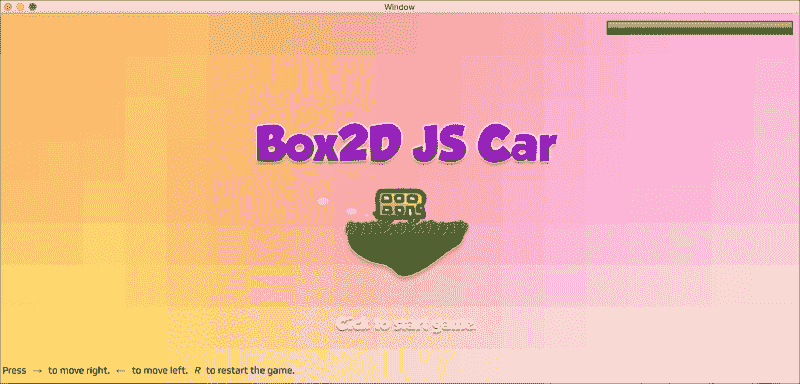 Window
Box2D JS Car
Click to start game
Press → to move right. ← to move left. R to restart the game.